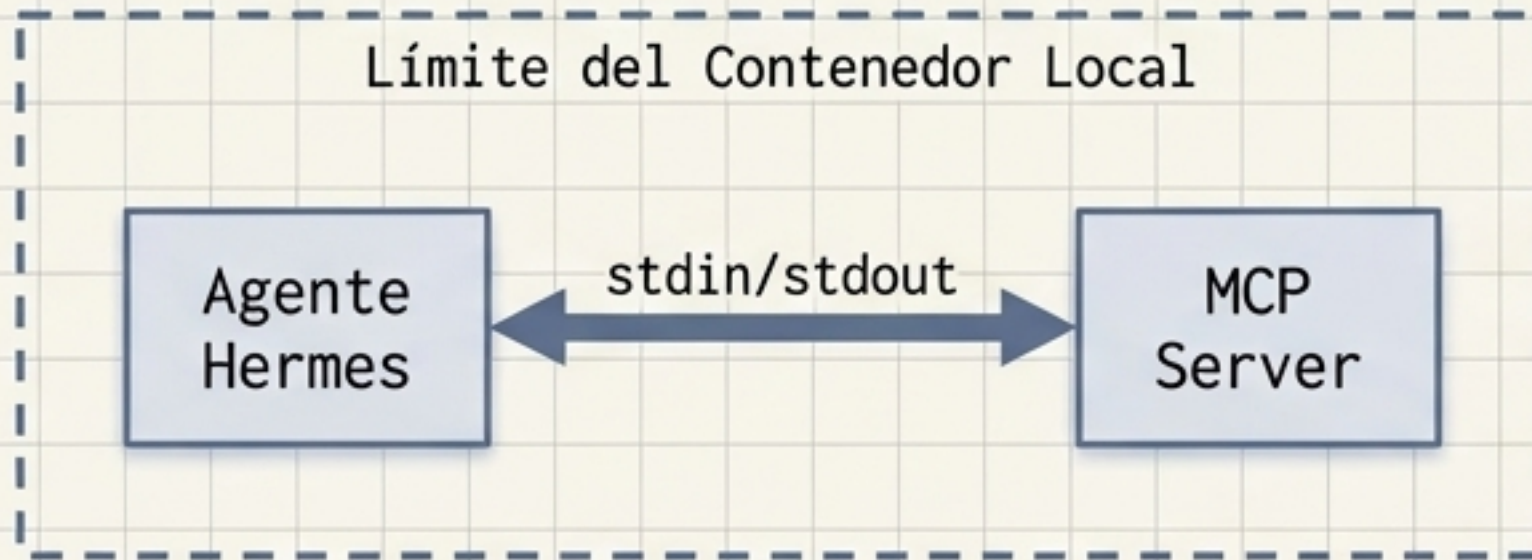 Límite del Contenedor Local
stdin/stdout
Agente
Hermes
MCP
Server